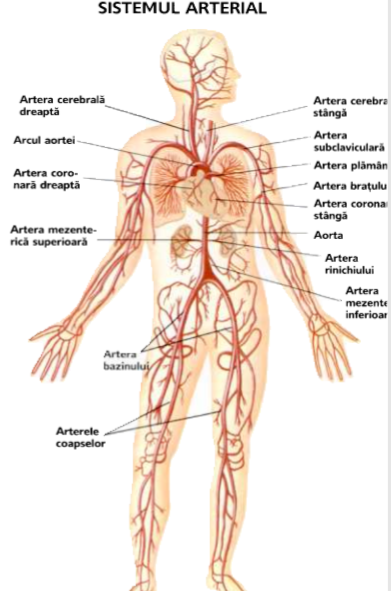 SISTEMUL ARTERIAL
Artera cerebrală
dreaptă
Arcul aortei
Artera coro-
nară dreaptă
Artera mezente-
rică superioară
Artera
bazinului
Arterele
coapselor
Artera cerebra
stângă
Artera
subclaviculară
Artera plămân
Artera brațulu
Artera corona
stângă
Aorta
Artera
rinichiului
Artera
mezente
inferioar